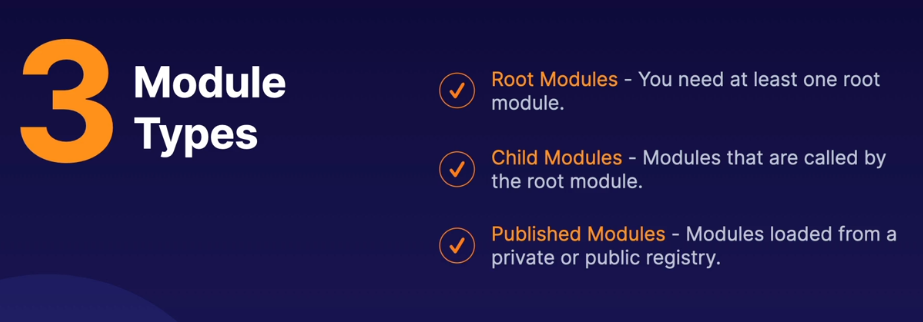 3
Module
Types
Root Modules - You need at least one root
module.
Child Modules - Modules that are called by
the root module.
Published Modules - Modules loaded from a
private or public registry.